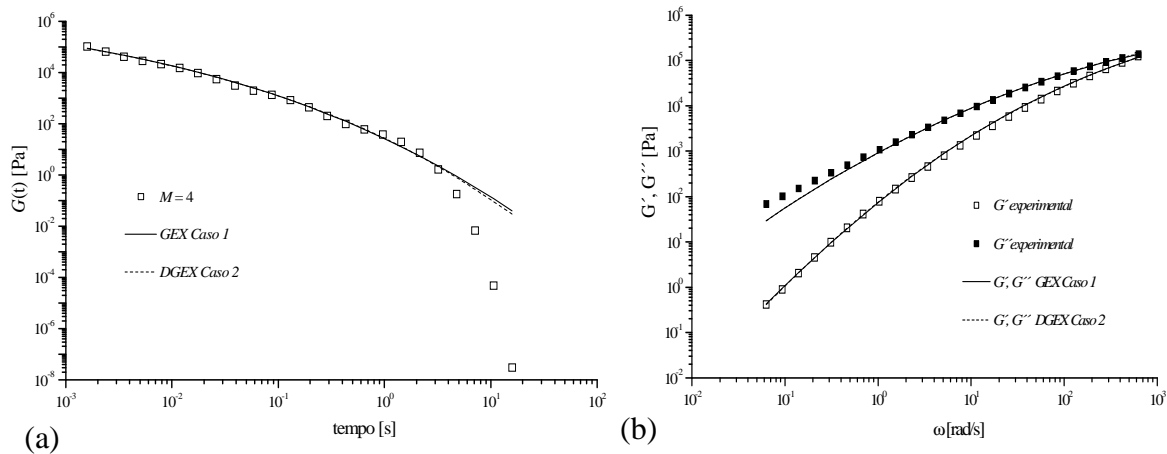 10^6
10^4
10^2
10^0
10^-2
10^-4
10^-6
10^-8
G(t) [Pa]
M = 4
GEX Caso 1
DGEX Caso 2
10^-3
10^-2
10^-1
10^0
10^1
10^2
tempo [s]
(a)
10^6
10^5
10^4
10^3
10^2
10^1
10^0
10^-1
10^-2
G´, G´´ [Pa]
G´ experimental
G´´ experimental
G´, G´´ GEX Caso 1
G´, G´´ DGEX Caso 2
10^-2
10^-1
10^0
10^1
10^2
10^3
ω [rad/s]
(b)